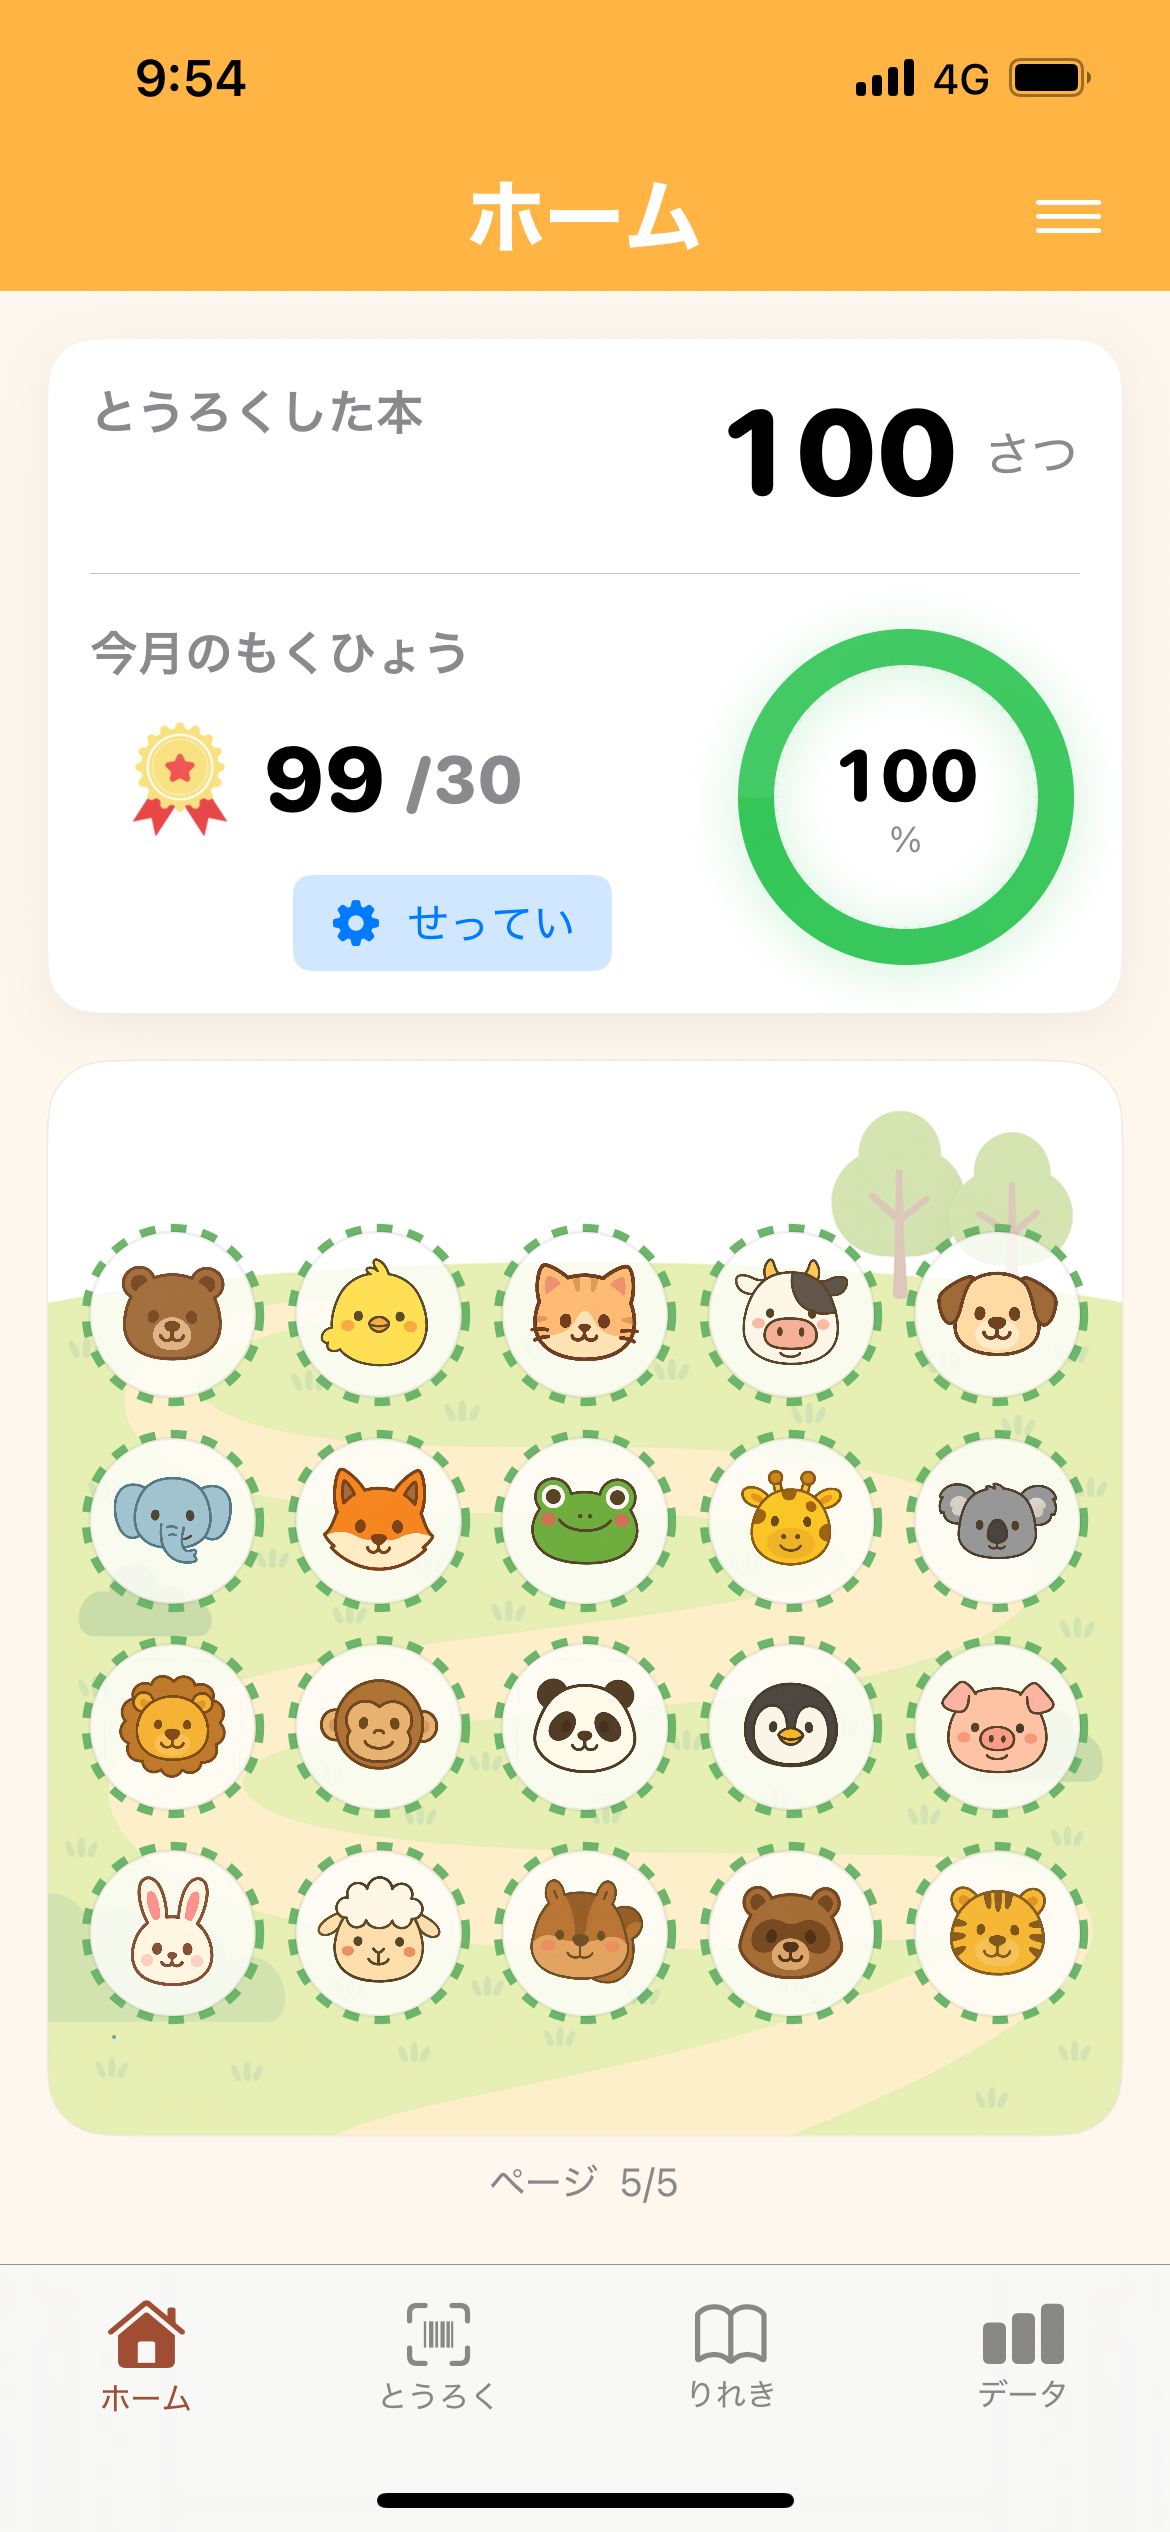 9:54
4G
ホーム
とうろくした本
100 さつ
今月のもくひょう
99 /30
100
%
せってい
ページ 5/5
ホーム
とうろく
りれき
データ